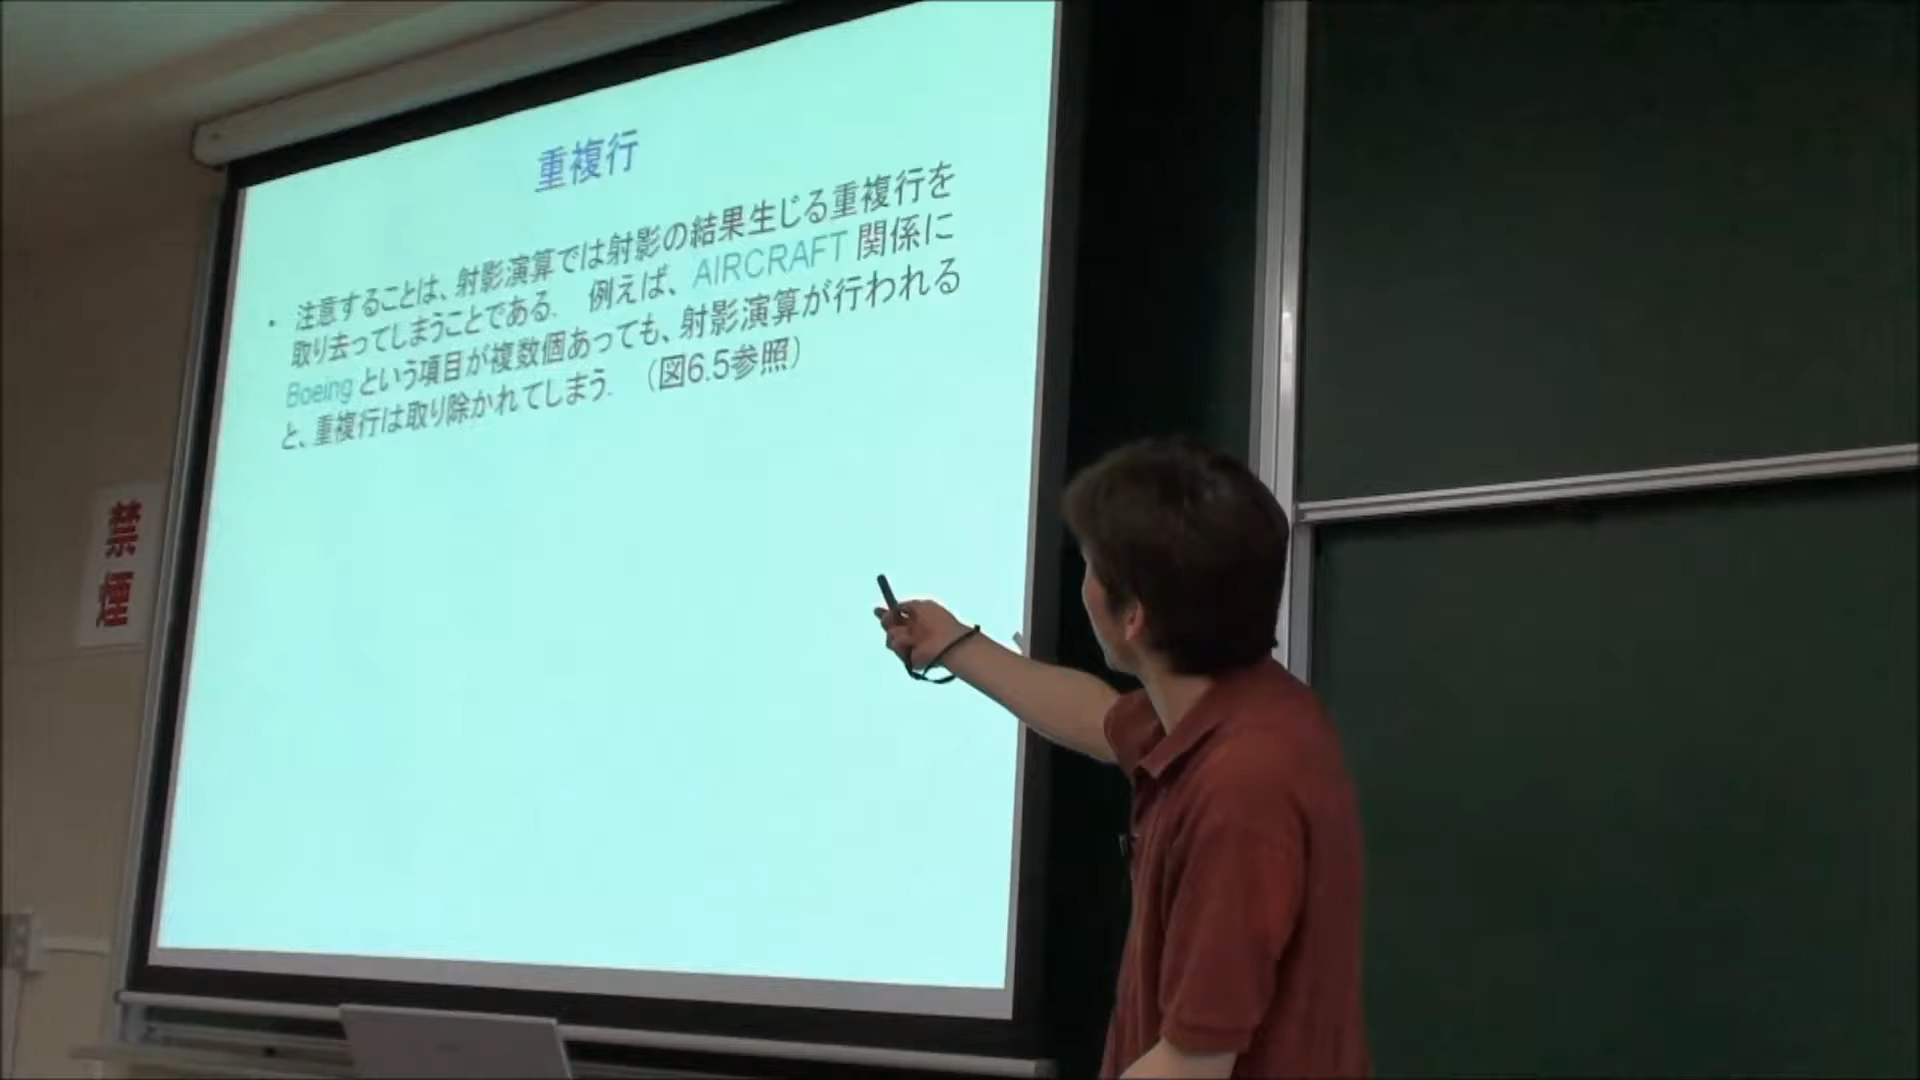 重複行
・ 注意することは、射影演算では射影の結果生じる重複行を
取り去ってしまうことである. 例えば、AIRCRAFT 関係に
Boeing という項目が複数個あっても、射影演算が行われる
と、重複行は取り除かれてしまう. (図6.5参照)
禁煙